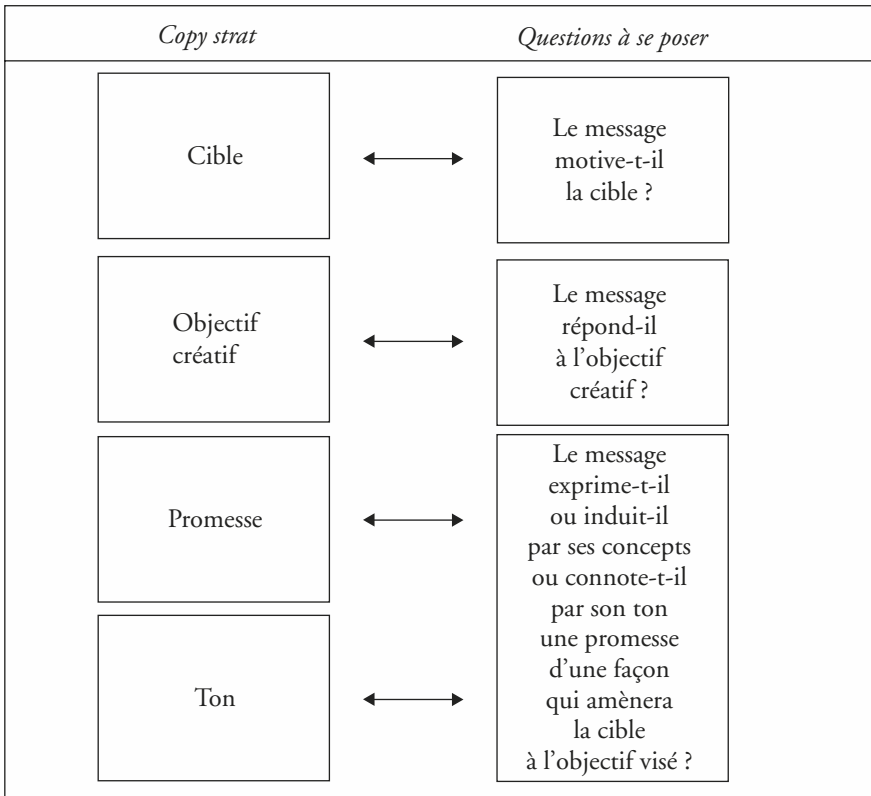 Copy strat
Questions à se poser
Cible
Le message
motive-t-il
la cible ?
Objectif
créatif
Le message
répond-il
à l’objectif
créatif ?
Promesse
Ton
Le message
exprime-t-il
ou induit-il
par ses concepts
ou connote-t-il
par son ton
une promesse
d’une façon
qui amènera
la cible
à l’objectif visé ?